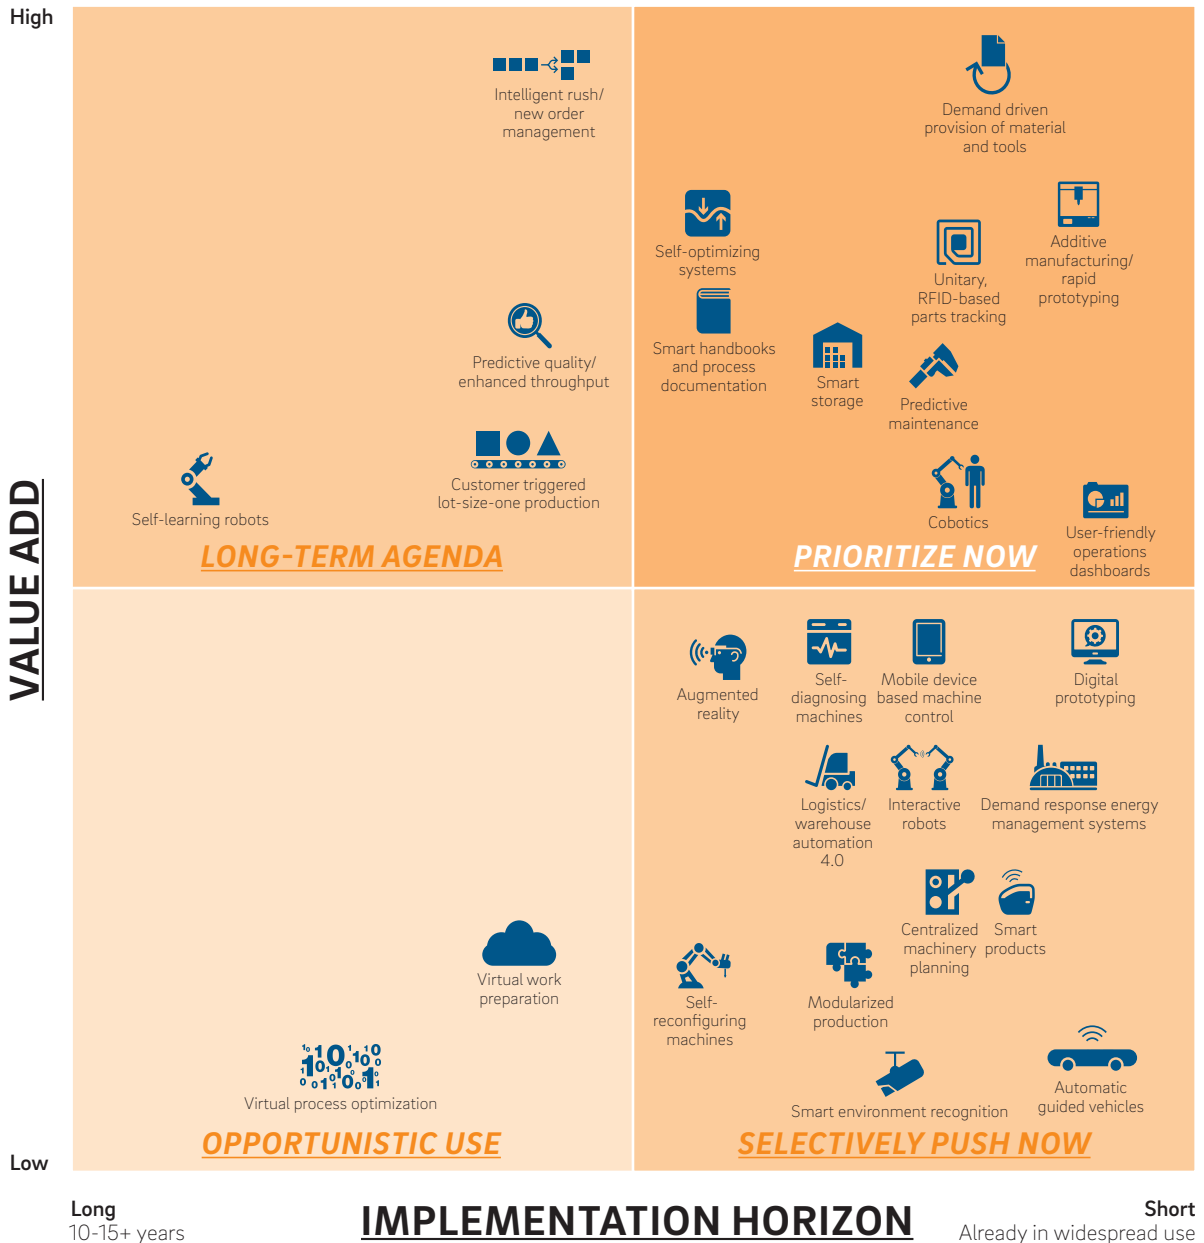 High
Intelligent rush/
new order
management
Predictive quality/
enhanced throughput
Customer triggered
lot-size-one production
Self-learning robots
LONG-TERM AGENDA
Demand driven
provision of material
and tools
Self-optimizing
systems
Additive
manufacturing/
rapid
prototyping
Unitary,
RFID-based
parts tracking
Smart handbooks
and process
documentation
Smart
storage
Predictive
maintenance
Cobotics
User-friendly
operations
dashboards
PRIORITIZE NOW
VALUE ADD
Virtual work
preparation
Virtual process optimization
OPPORTUNISTIC USE
Augmented
reality
Self-
diagnosing
machines
Mobile device
based machine
control
Digital
prototyping
Logistics/
warehouse
automation
4.0
Interactive
robots
Demand response energy
management systems
Centralized
machinery
planning
Smart
products
Self-
reconfiguring
machines
Modularized
production
Smart environment recognition
Automatic
guided vehicles
SELECTIVELY PUSH NOW
Low
Long
10-15+ years
IMPLEMENTATION HORIZON
Short
Already in widespread use